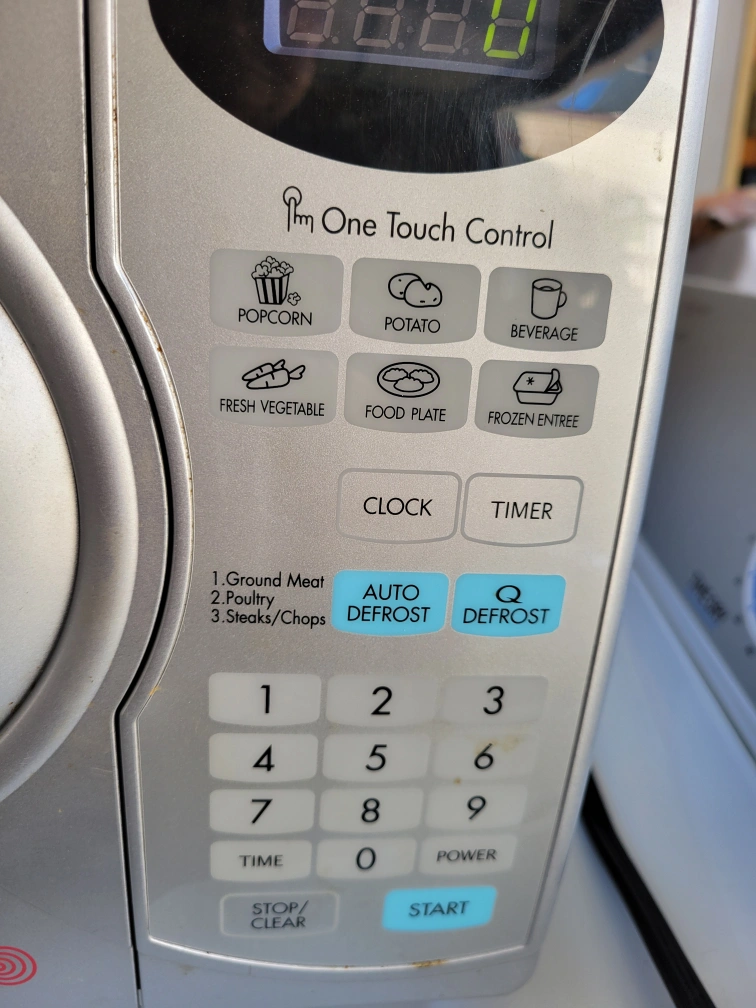 One Touch Control
POPCORN
POTATO
BEVERAGE
FRESH VEGETABLE
FOOD PLATE
FROZEN ENTREE
CLOCK
TIMER
1.Ground Meat
2.Poultry
3.Steaks/Chops
AUTO
DEFROST
Q
DEFROST
1
2
3
4
5
6
7
8
9
TIME
0
POWER
STOP/
CLEAR
START